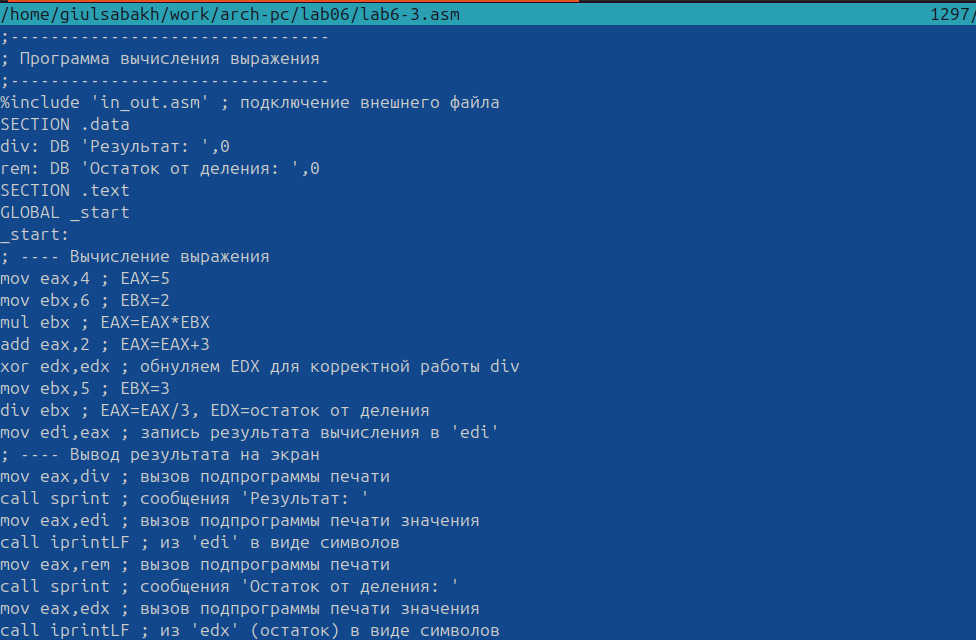 /home/giulsabakh/work/arch-pc/lab06/lab6-3.asm 1297/
;--------------------------------
; Программа вычисления выражения
;--------------------------------
%include 'in_out.asm' ; подключение внешнего файла
SECTION .data
div: DB 'Результат: ',0
rem: DB 'Остаток от деления: ',0
SECTION .text
GLOBAL _start
_start:
; ---- Вычисление выражения
mov eax,4 ; EAX=5
mov ebx,6 ; EBX=2
mul ebx ; EAX=EAX*EBX
add eax,2 ; EAX=EAX+3
xor edx,edx ; обнуляем EDX для корректной работы div
mov ebx,5 ; EBX=3
div ebx ; EAX=EAX/3, EDX=остаток от деления
mov edi,eax ; запись результата вычисления в 'edi'
; ---- Вывод результата на экран
mov eax,div ; вызов подпрограммы печати
call sprint ; сообщения 'Результат: '
mov eax,edi ; вызов подпрограммы печати значения
call iprintLF ; из 'edi' в виде символов
mov eax,rem ; вызов подпрограммы печати
call sprint ; сообщения 'Остаток от деления: '
mov eax,edx ; вызов подпрограммы печати значения
call iprintLF ; из 'edx' (остаток) в виде символов